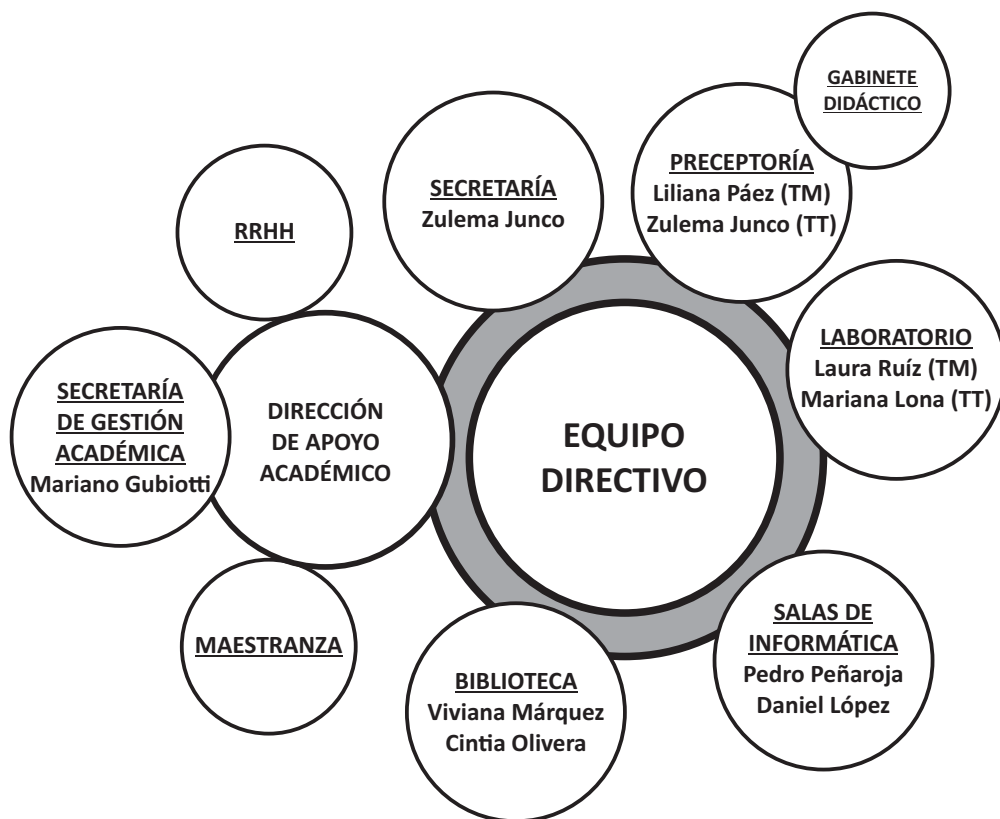 GABINETE
DIDÁCTICO
PRECEPTORÍA
Liliana Páez (TM)
Zulema Junco (TT)
SECRETARÍA
Zulema Junco
RRHH
LABORATORIO
Laura Ruíz (TM)
Mariana Lona (TT)
SECRETARÍA
DE GESTIÓN
ACADÉMICA
Mariano Gubiotti
DIRECCIÓN
DE APOYO
ACADÉMICO
EQUIPO
DIRECTIVO
MAESTRANZA
BIBLIOTECA
Viviana Márquez
Cintia Olivera
SALAS DE
INFORMÁTICA
Pedro Peñaroja
Daniel López